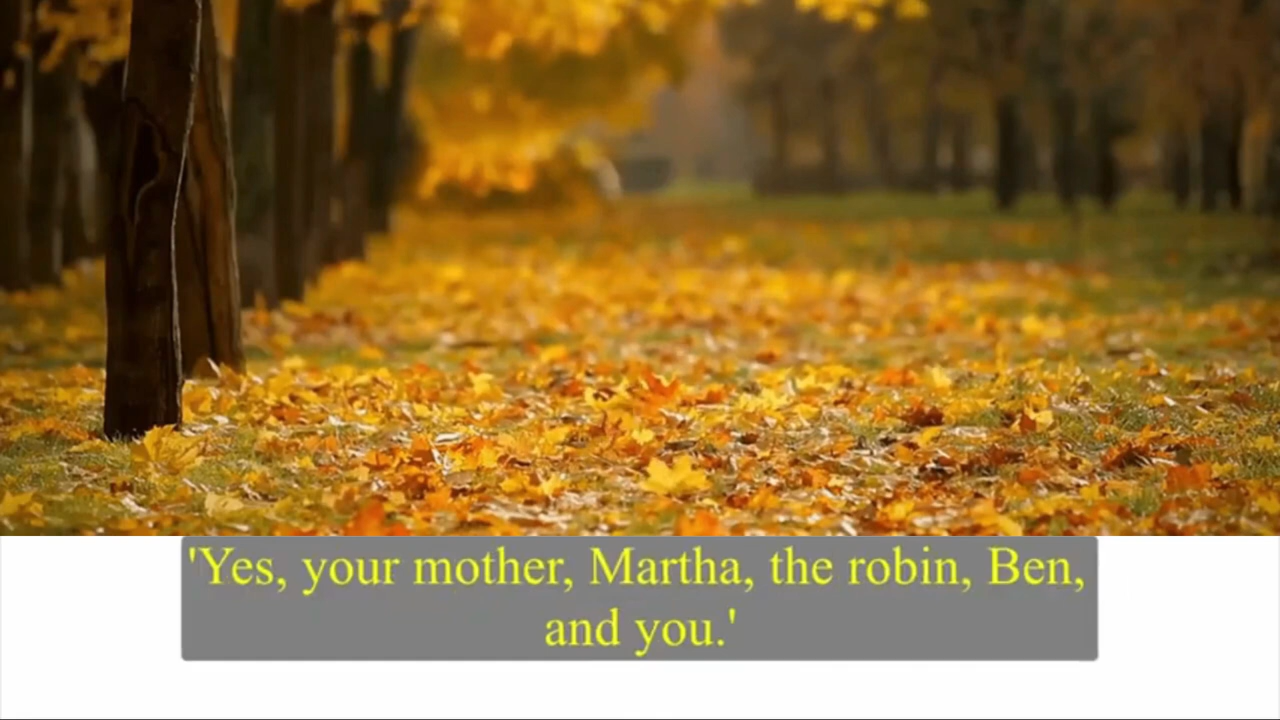 'Yes, your mother, Martha, the robin, Ben,
and you.'